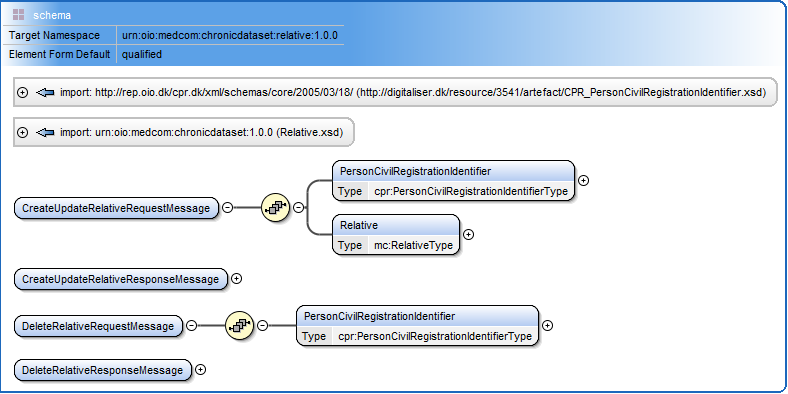 schema
Target Namespace urn:oio:medcom:chronicdataset:relative:1.0.0
Element Form Default qualified
import: http://rep.oio.dk/cpr.dk/xml/schemas/core/2005/03/18/ (http://digitaliser.dk/resource/3541/artefact/CPR_PersonCivilRegistrationIdentifier.xsd)
import: urn:oio:medcom:chronicdataset:1.0.0 (Relative.xsd)
PersonCivilRegistrationIdentifier
Type cpr:PersonCivilRegistrationIdentifierType
CreateUpdateRelativeRequestMessage
Relative
Type mc:RelativeType
CreateUpdateRelativeResponseMessage
PersonCivilRegistrationIdentifier
DeleteRelativeRequestMessage
Type cpr:PersonCivilRegistrationIdentifierType
DeleteRelativeResponseMessage